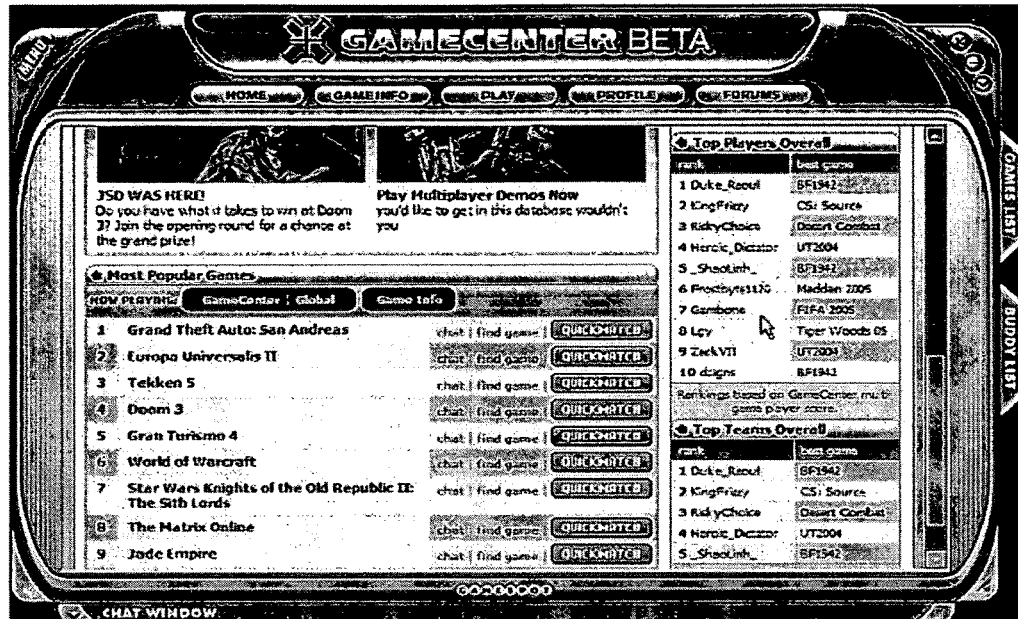 MENU
GAMECENTER BETA
HOME
GAME INFO
PLAY
PROFILE
FORUMS
GAMES LIST
BUDDY LIST
JSD WAS HERE!
Do you have what it takes to win at Doom
3? Join the opening round for a chance at
the grand prize!
Play Multiplayer Demos Now
you'd like to get in this database wouldn't
you
Most Popular Games
NOW PLAYING: GameCenter | Global Game Info
1 Grand Theft Auto: San Andreas chat | find game | QUICKMATCH
2 Europa Universalis II chat | find game | QUICKMATCH
3 Tekken 5 chat | find game | QUICKMATCH
4 Doom 3 chat | find game | QUICKMATCH
5 Gran Turismo 4 chat | find game | QUICKMATCH
6 World of Warcraft chat | find game | QUICKMATCH
7 Star Wars Knights of the Old Republic II: chat | find game | QUICKMATCH
The Sith Lords
8 The Matrix Online chat | find game | QUICKMATCH
9 Jade Empire chat | find game | QUICKMATCH
Top Players Overall
rank best game
1 Duke_Raoul BF1942
2 KingFrizzy CS: Source
3 RiskyChoice Desert Combat
4 Heroic_Dictator UT2004
5 _ShaoLinh_ BF1942
6 Madden 2005
7 Gambone FIFA 2005
8 Tiger Woods 05
9 ZackVII UT2004
10 BF1942
Rankings based on GameCenter multi-
game player score.
Top Teams Overall
rank best game
1 Duke_Raoul BF1942
2 KingFrizzy CS: Source
3 RiskyChoice Desert Combat
4 Heroic_Dictator UT2004
5 _ShaoLinh_ BF1942
GAMESPOT
CHAT WINDOW